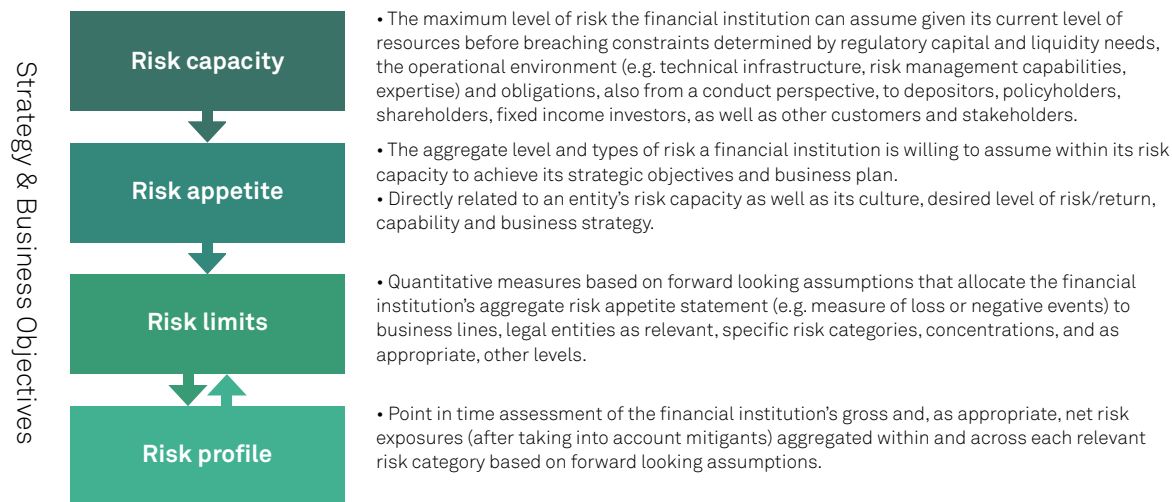 Strategy & Business Objectives
Risk capacity
• The maximum level of risk the financial institution can assume given its current level of
resources before breaching constraints determined by regulatory capital and liquidity needs,
the operational environment (e.g. technical infrastructure, risk management capabilities,
expertise) and obligations, also from a conduct perspective, to depositors, policyholders,
shareholders, fixed income investors, as well as other customers and stakeholders.
Risk appetite
• The aggregate level and types of risk a financial institution is willing to assume within its risk
capacity to achieve its strategic objectives and business plan.
• Directly related to an entity's risk capacity as well as its culture, desired level of risk/return,
capability and business strategy.
Risk limits
• Quantitative measures based on forward looking assumptions that allocate the financial
institution's aggregate risk appetite statement (e.g. measure of loss or negative events) to
business lines, legal entities as relevant, specific risk categories, concentrations, and as
appropriate, other levels.
Risk profile
• Point in time assessment of the financial institution's gross and, as appropriate, net risk
exposures (after taking into account mitigants) aggregated within and across each relevant
risk category based on forward looking assumptions.